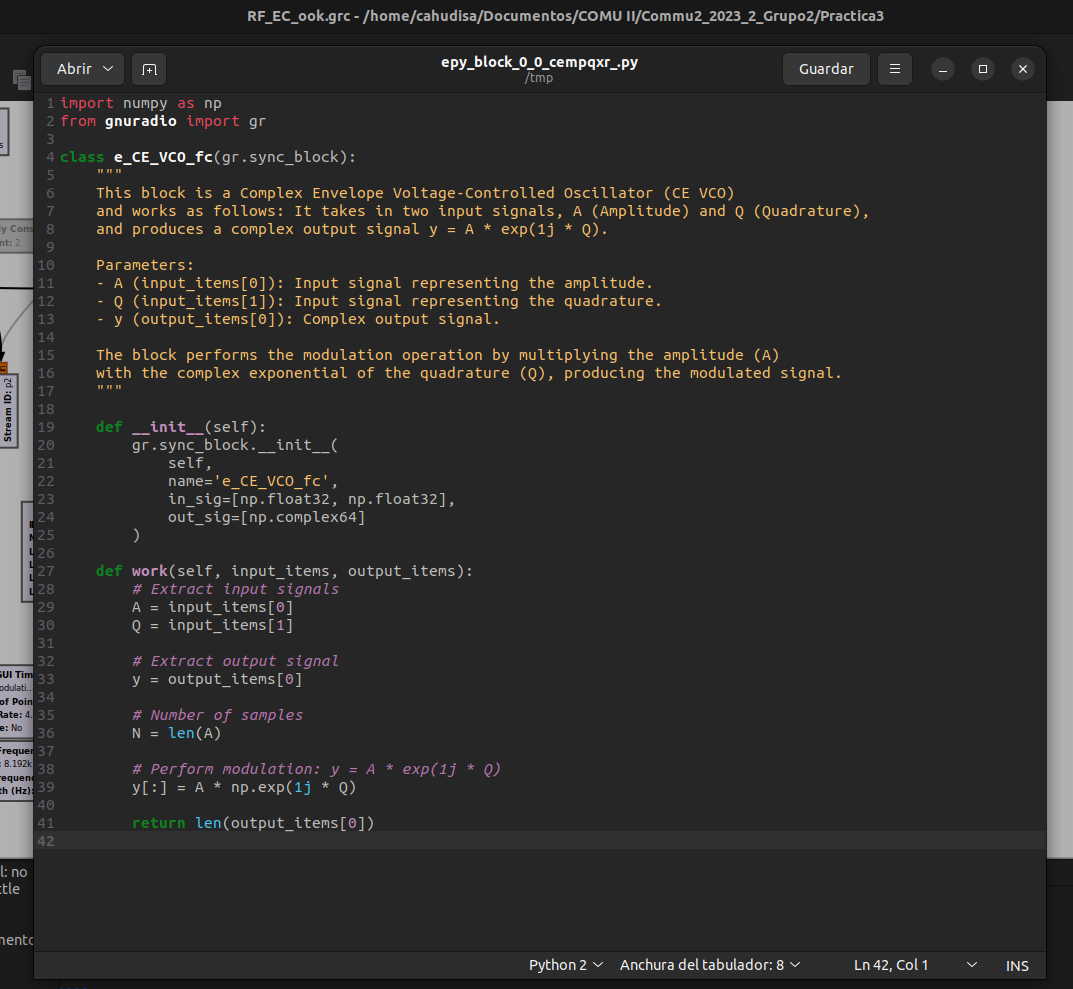 RF_EC_ook.grc - /home/cahudisa/Documentos/COMU II/Commu2_2023_2_Grupo2/Practica3
Abrir
epy_block_0_0_cempqxr_.py
/tmp
Guardar
1 import numpy as np
2 from gnuradio import gr
3
4 class e_CE_VCO_fc(gr.sync_block):
5     """
6     This block is a Complex Envelope Voltage-Controlled Oscillator (CE VCO)
7     and works as follows: It takes in two input signals, A (Amplitude) and Q (Quadrature),
8     and produces a complex output signal y = A * exp(1j * Q).
9
10     Parameters:
11     - A (input_items[0]): Input signal representing the amplitude.
12     - Q (input_items[1]): Input signal representing the quadrature.
13     - y (output_items[0]): Complex output signal.
14
15     The block performs the modulation operation by multiplying the amplitude (A)
16     with the complex exponential of the quadrature (Q), producing the modulated signal.
17     """
18
19     def __init__(self):
20         gr.sync_block.__init__(
21             self,
22             name='e_CE_VCO_fc',
23             in_sig=[np.float32, np.float32],
24             out_sig=[np.complex64]
25         )
26
27     def work(self, input_items, output_items):
28         # Extract input signals
29         A = input_items[0]
30         Q = input_items[1]
31
32         # Extract output signal
33         y = output_items[0]
34
35         # Number of samples
36         N = len(A)
37
38         # Perform modulation: y = A * exp(1j * Q)
39         y[:] = A * np.exp(1j * Q)
40
41         return len(output_items[0])
42
Stream ID: p2
Python 2
Anchura del tabulador: 8
Ln 42, Col 1
INS